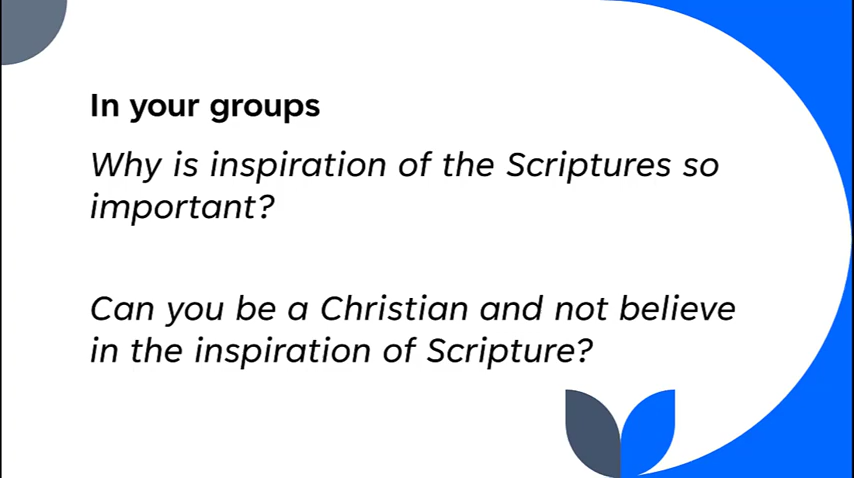 In your groups
Why is inspiration of the Scriptures so
important?
Can you be a Christian and not believe
in the inspiration of Scripture?